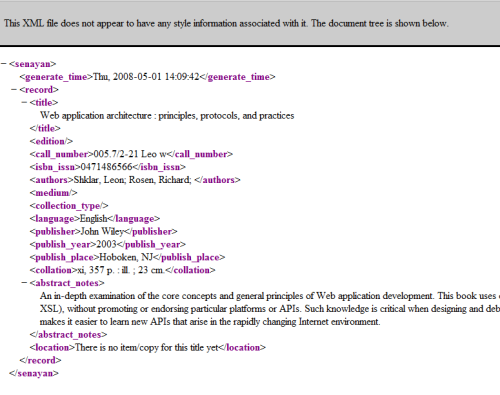 This XML file does not appear to have any style information associated with it. The document tree is shown below.
− <senayan>
<generate_time>Thu, 2008-05-01 14:09:42</generate_time>
− <record>
− <title>
Web application architecture : principles, protocols, and practices
</title>
<edition/>
<call_number>005.7/2-21 Leo w</call_number>
<isbn_issn>0471486566</isbn_issn>
<authors>Shklar, Leon; Rosen, Richard; </authors>
<medium/>
<collection_type/>
<language>English</language>
<publisher>John Wiley</publisher>
<publish_year>2003</publish_year>
<publish_place>Hoboken, NJ</publish_place>
<collation>xi, 357 p. : ill. ; 23 cm.</collation>
− <abstract_notes>
An in-depth examination of the core concepts and general principles of Web application development. This book uses
XSL), without promoting or endorsing particular platforms or APIs. Such knowledge is critical when designing and deb
makes it easier to learn new APIs that arise in the rapidly changing Internet environment.
</abstract_notes>
<location>There is no item/copy for this title yet</location>
</record>
</senayan>